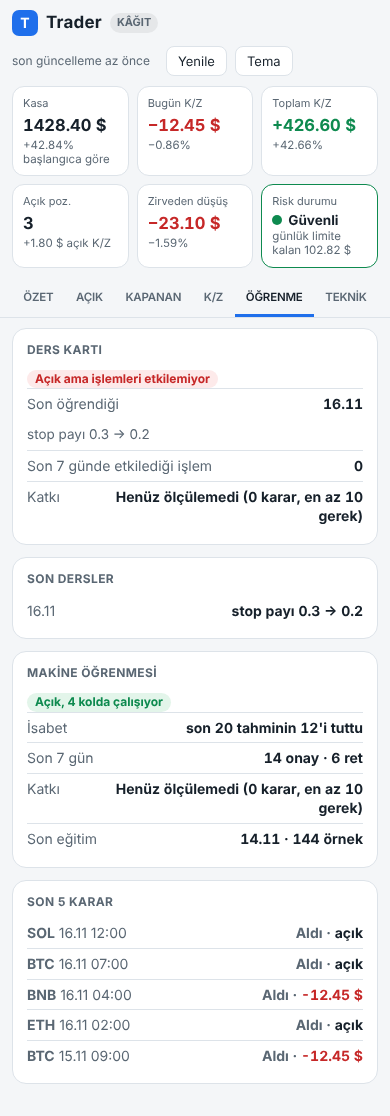 T Trader KÂĞIT
son güncelleme az önce Yenile Tema
Kasa
1428.40 $
+42.84%
başlangıca göre
Bugün K/Z
−12.45 $
−0.86%
Toplam K/Z
+426.60 $
+42.66%
Açık poz.
3
+1.80 $ açık K/Z
Zirveden düşüş
−23.10 $
−1.59%
Risk durumu
Güvenli
günlük limite
kalan 102.82 $
ÖZET AÇIK KAPANAN K/Z ÖĞRENME TEKNİK
DERS KARTI
Açık ama işlemleri etkilemiyor
Son öğrendiği 16.11
stop payı 0.3 → 0.2
Son 7 günde etkilediği işlem 0
Katkı Henüz ölçülemedi (0 karar, en az 10
gerek)
SON DERSLER
16.11 stop payı 0.3 → 0.2
MAKİNE ÖĞRENMESİ
Açık, 4 kolda çalışıyor
İsabet son 20 tahminin 12'i tuttu
Son 7 gün 14 onay · 6 ret
Katkı Henüz ölçülemedi (0 karar, en az 10
gerek)
Son eğitim 14.11 · 144 örnek
SON 5 KARAR
SOL 16.11 12:00 Aldı · açık
BTC 16.11 07:00 Aldı · açık
BNB 16.11 04:00 Aldı · -12.45 $
ETH 16.11 02:00 Aldı · açık
BTC 15.11 09:00 Aldı · -12.45 $